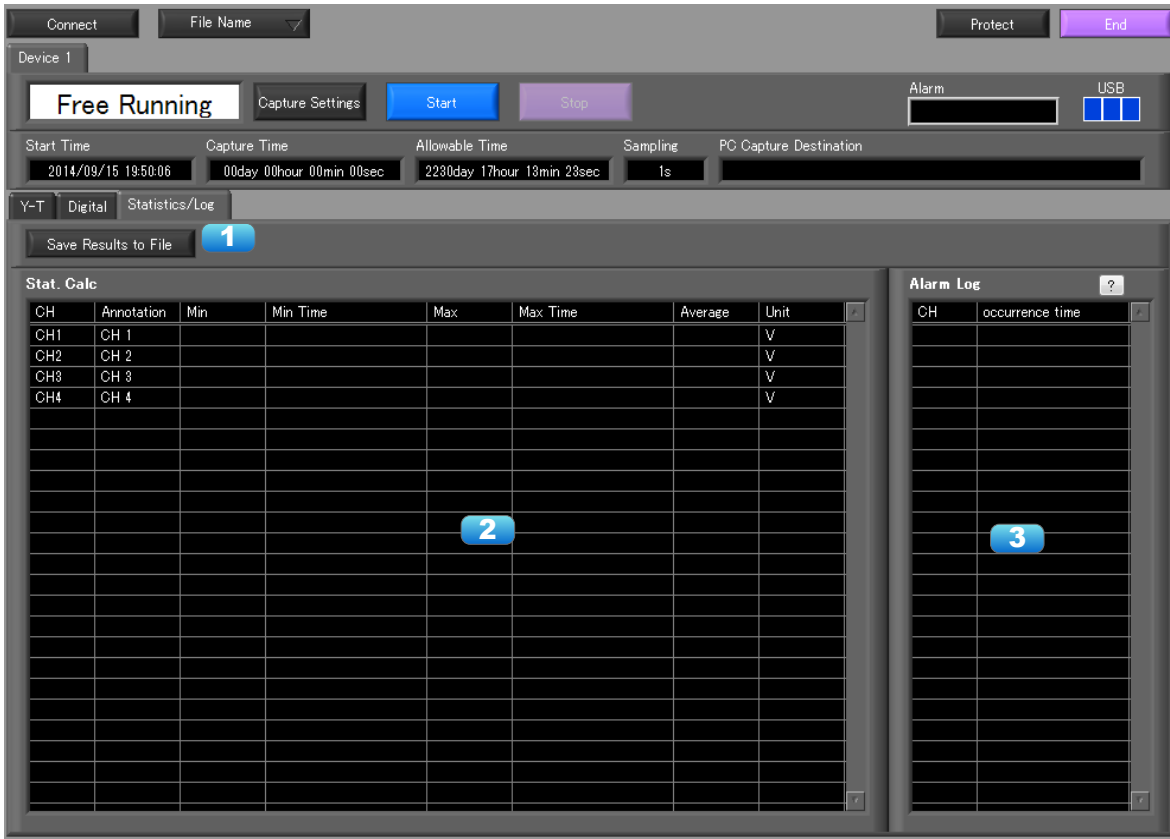 Connect File Name Protect End
Device 1
Free Running Capture Settings Start Stop Alarm USB
Start Time Capture Time Allowable Time Sampling PC Capture Destination
2014/09/15 19:50:06 00day 00hour 00min 00sec 2230day 17hour 13min 23sec 1s
Y-T Digital Statistics/Log
Save Results to File 1
Stat. Calc Alarm Log ?
CH Annotation Min Min Time Max Max Time Average Unit CH occurrence time
CH1 CH 1 V
CH2 CH 2 V
CH3 CH 3 V
CH4 CH 4 V
2 3